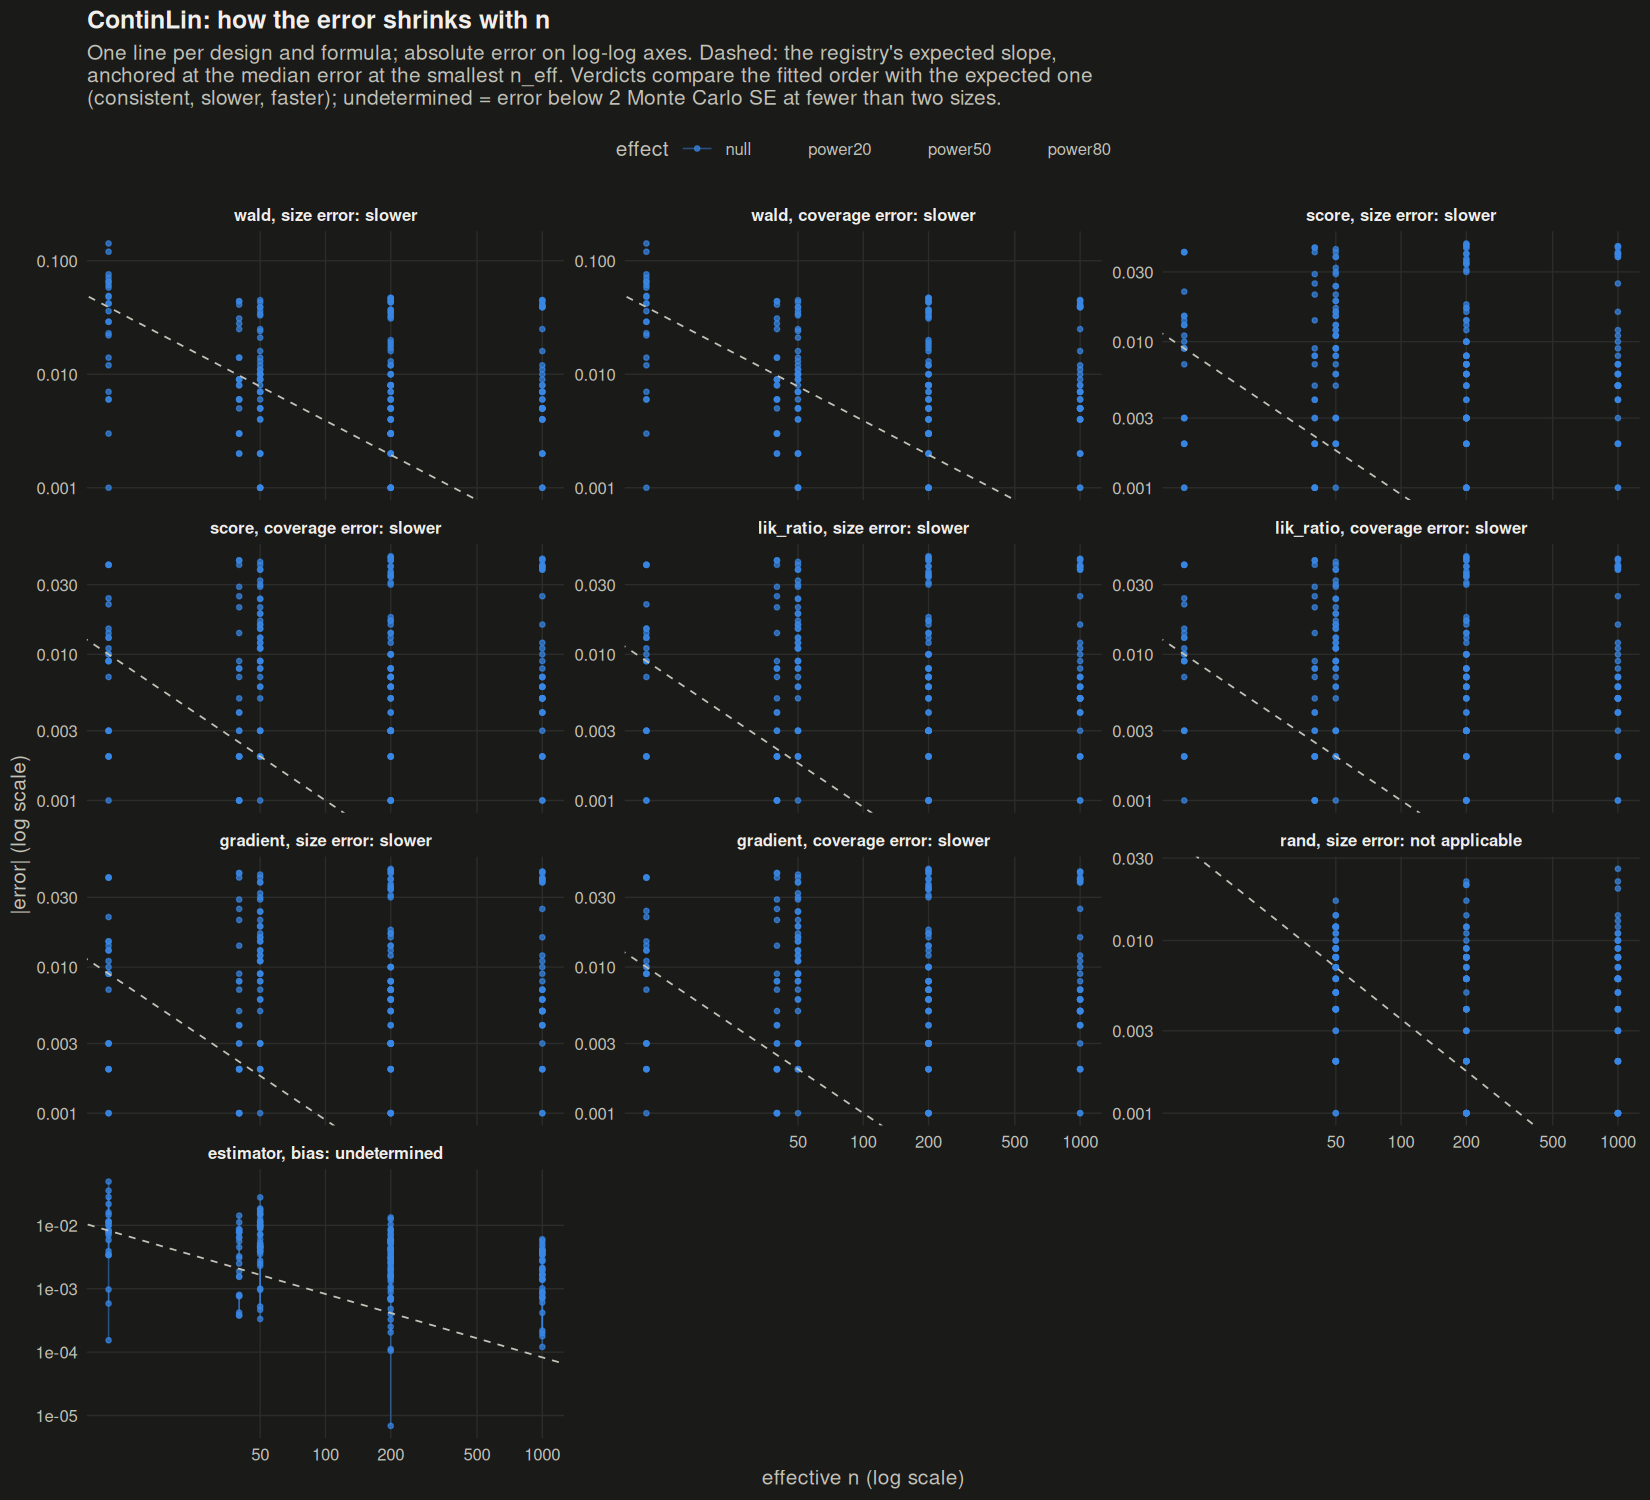 ContinLin: how the error shrinks with n
One line per design and formula; absolute error on log-log axes. Dashed: the registry's expected slope,
anchored at the median error at the smallest n_eff. Verdicts compare the fitted order with the expected one
(consistent, slower, faster); undetermined = error below 2 Monte Carlo SE at fewer than two sizes.
effect null power20 power50 power80
wald, size error: slower
0.100
0.010
0.001
wald, coverage error: slower
0.100
0.010
0.001
score, size error: slower
0.030
0.010
0.003
0.001
score, coverage error: slower
0.030
0.010
0.003
0.001
lik_ratio, size error: slower
0.030
0.010
0.003
0.001
lik_ratio, coverage error: slower
0.030
0.010
0.003
0.001
gradient, size error: slower
0.030
0.010
0.003
0.001
gradient, coverage error: slower
0.030
0.010
0.003
0.001
50 100 200 500 1000
rand, size error: not applicable
0.030
0.010
0.003
0.001
50 100 200 500 1000
estimator, bias: undetermined
1e-02
1e-03
1e-04
1e-05
50 100 200 500 1000
|error| (log scale)
effective n (log scale)